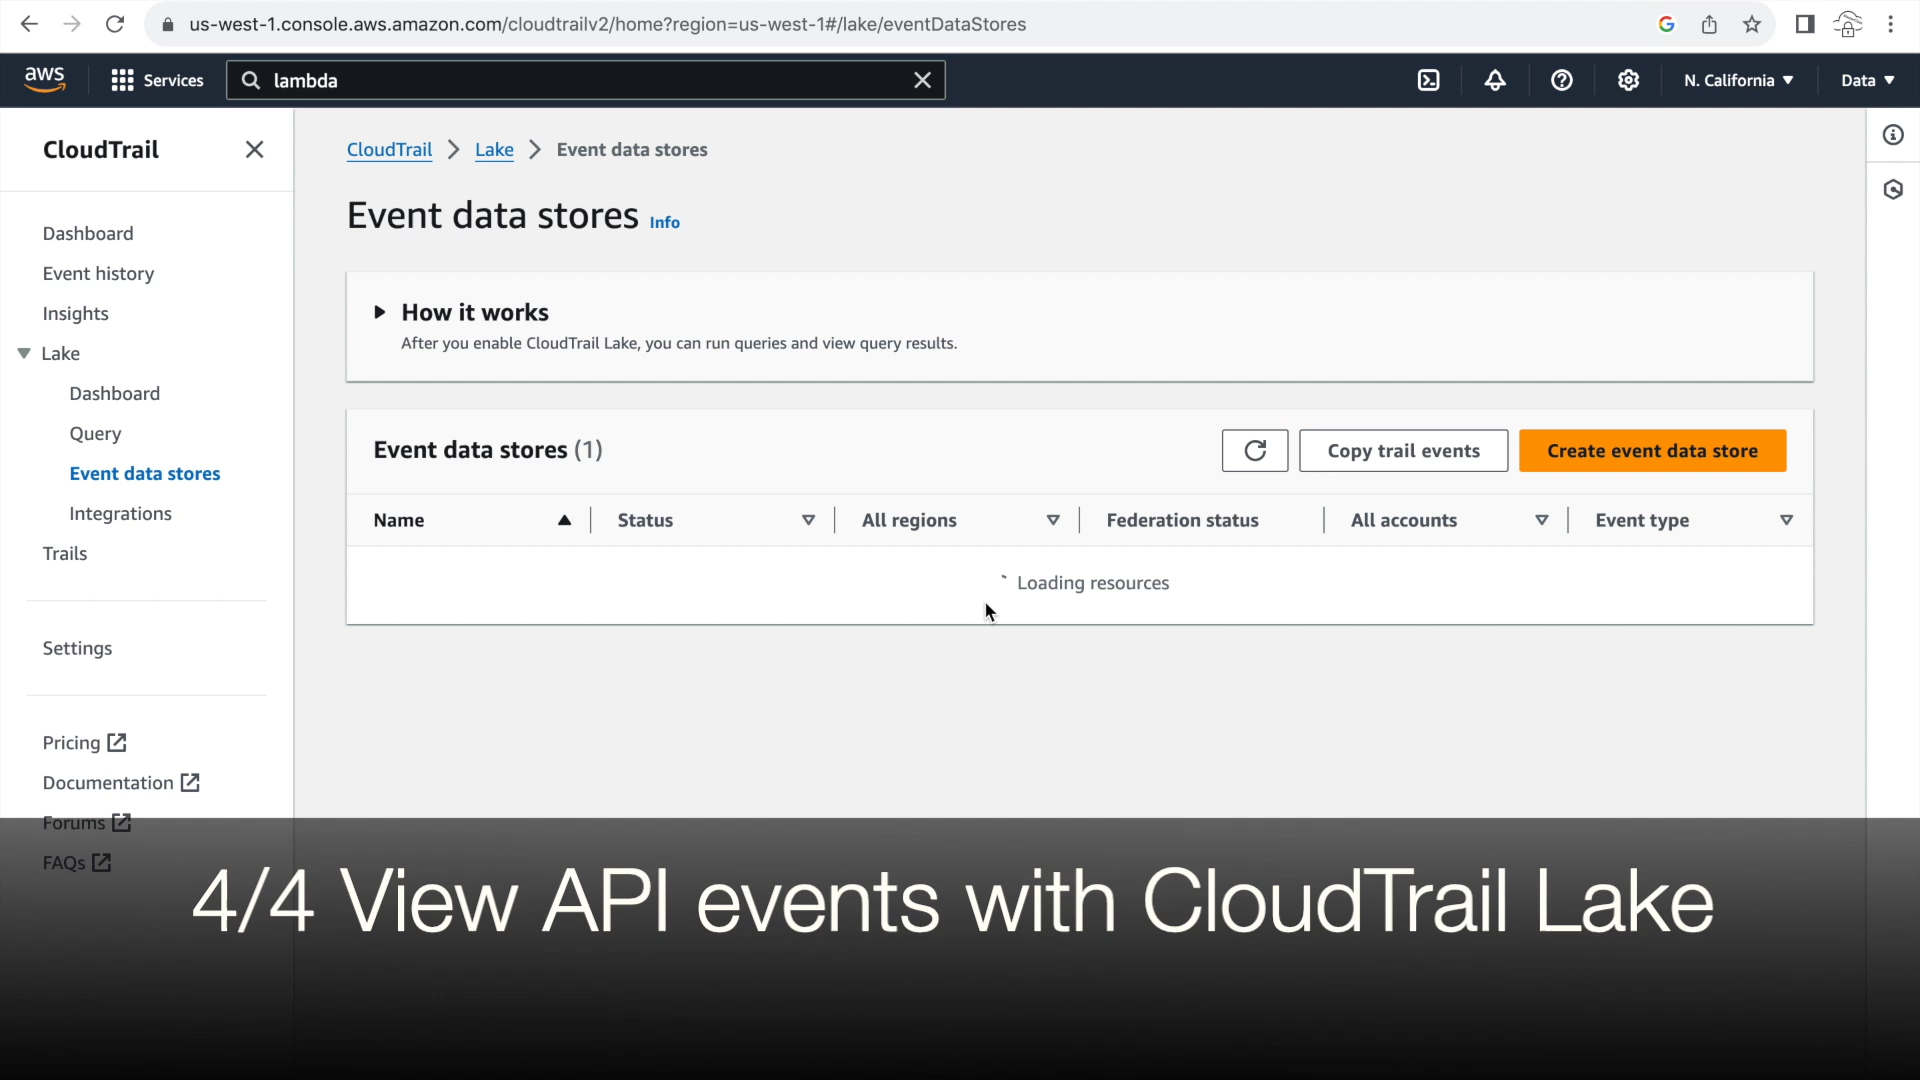 us-west-1.console.aws.amazon.com/cloudtrailv2/home?region=us-west-1#/lake/eventDataStores
aws
Services
lambda
N. California
Data
CloudTrail
CloudTrail
Lake
Event data stores
Event data stores Info
Dashboard
Event history
Insights
Lake
Dashboard
Query
Event data stores
Integrations
Trails
Settings
Pricing
Documentation
Forums
FAQs
How it works
After you enable CloudTrail Lake, you can run queries and view query results.
Event data stores (1)
Copy trail events
Create event data store
Name
Status
All regions
Federation status
All accounts
Event type
Loading resources
4/4 View API events with CloudTrail Lake